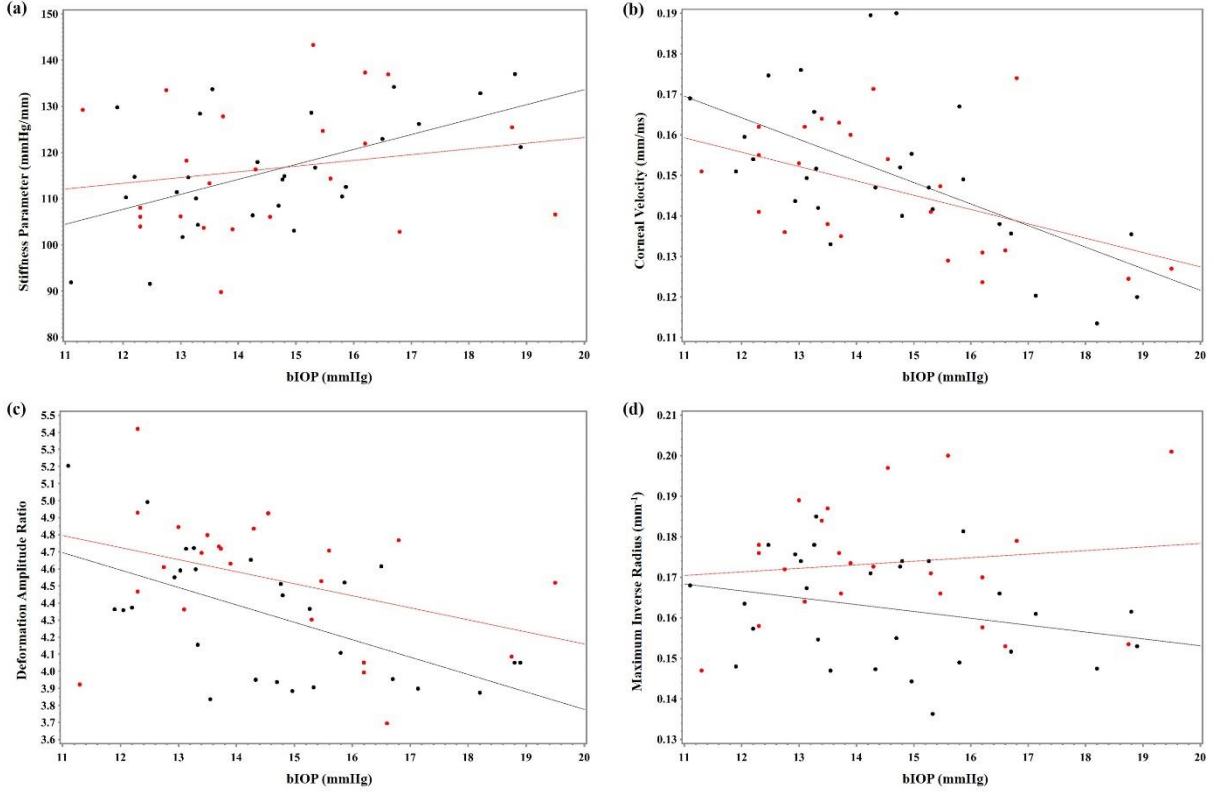 (a)
150
140
130
120
110
100
90
80
Stiffness Parameter (mmHg/mm)
11 12 13 14 15 16 17 18 19 20
bIOP (mmHg)
(b)
0.19
0.17
0.16
0.15
0.14
0.13
0.12
0.11
Corneal Velocity (mm/ms)
11 12 13 14 15 16 17 18 19 20
bIOP (mmHg)
(c)
5.5
5.4
5.3
5.2
5.1
5.0
4.9
4.8
4.7
4.6
4.5
4.4
4.3
4.2
4.1
4.0
3.9
3.8
3.7
3.6
Deformation Amplitude Ratio
11 12 13 14 15 16 17 18 19 20
bIOP (mmHg)
(d)
0.21
0.20
0.19
0.18
0.17
0.16
0.15
0.14
0.13
Maximum Inverse Radius (mm⁻¹)
11 12 13 14 15 16 17 18 19 20
bIOP (mmHg)